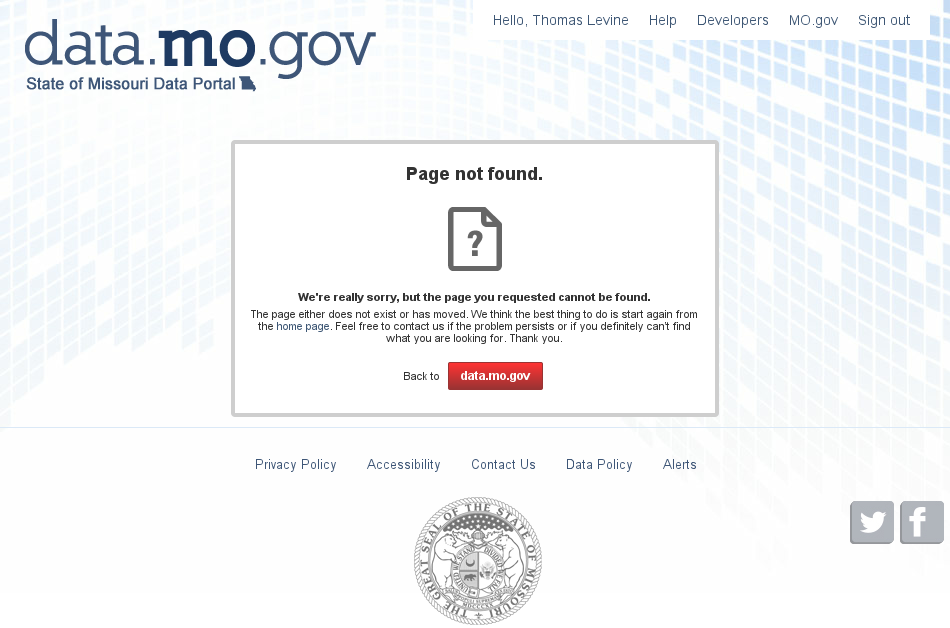 Hello, Thomas Levine Help Developers MO.gov Sign out
data.mo.gov
State of Missouri Data Portal
Page not found.
?
We're really sorry, but the page you requested cannot be found.
The page either does not exist or has moved. We think the best thing to do is start again from
the home page. Feel free to contact us if the problem persists or if you definitely can't find
what you are looking for. Thank you.
Back to data.mo.gov
Privacy Policy Accessibility Contact Us Data Policy Alerts
THE GREAT SEAL OF THE STATE OF MISSOURI